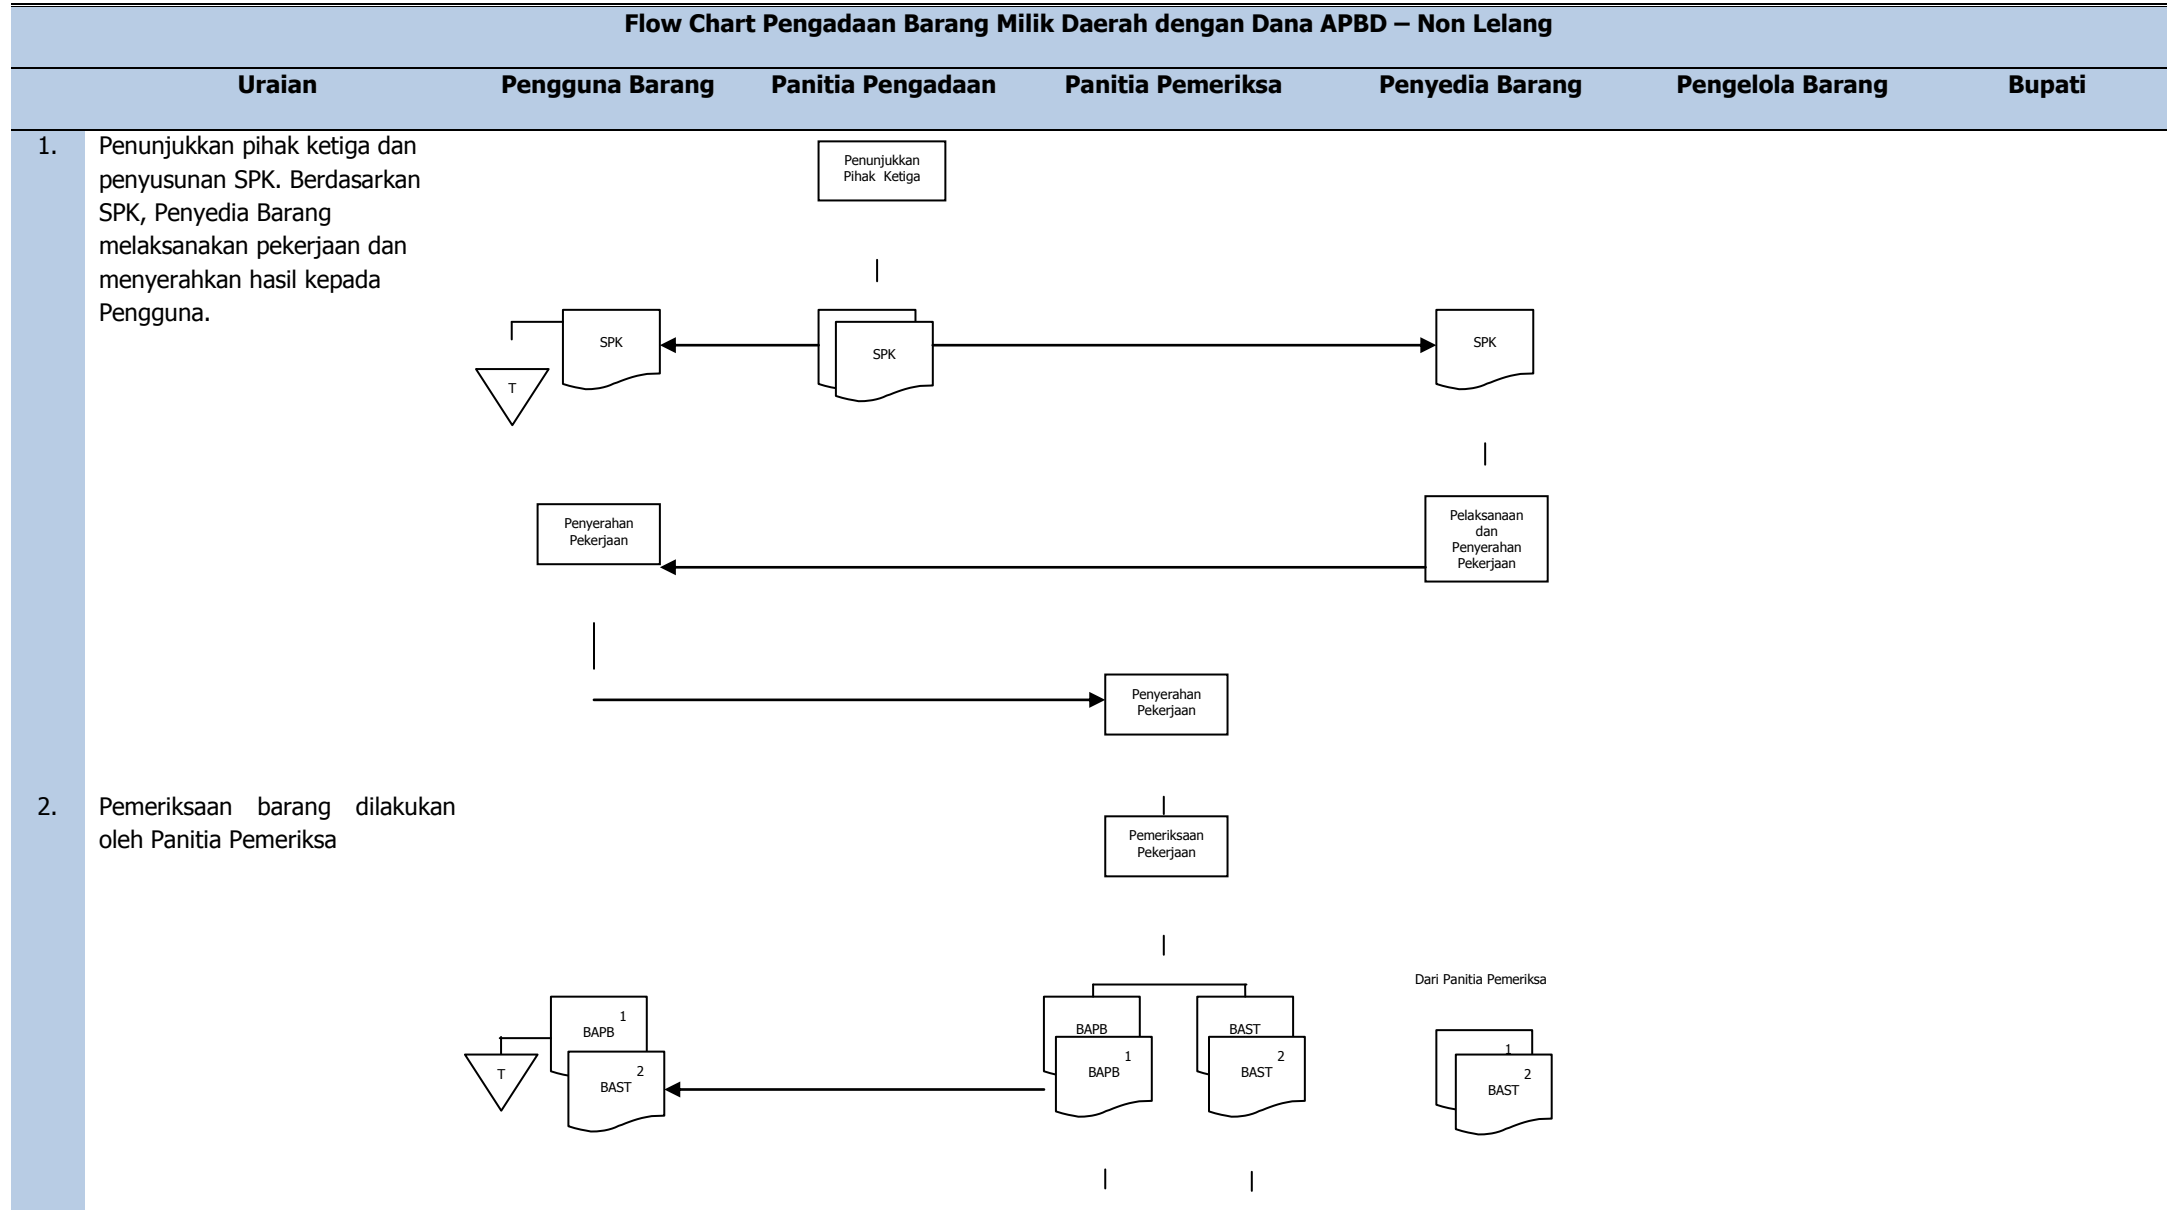 Flow Chart Pengadaan Barang Milik Daerah dengan Dana APBD – Non Lelang
Uraian
Pengguna Barang
Panitia Pengadaan
Panitia Pemeriksa
Penyedia Barang
Pengelola Barang
Bupati
1.
Penunjukkan pihak ketiga dan
penyusunan SPK. Berdasarkan
SPK, Penyedia Barang
melaksanakan pekerjaan dan
menyerahkan hasil kepada
Pengguna.
Penunjukkan
Pihak Ketiga
SPK
SPK
SPK
T
Penyerahan
Pekerjaan
Pelaksanaan
dan
Penyerahan
Pekerjaan
Penyerahan
Pekerjaan
2.
Pemeriksaan barang dilakukan
oleh Panitia Pemeriksa
Pemeriksaan
Pekerjaan
Dari Panitia Pemeriksa
1
BAPB
2
BAST
T
BAPB
1
BAPB
BAST
2
BAST
1
2
BAST